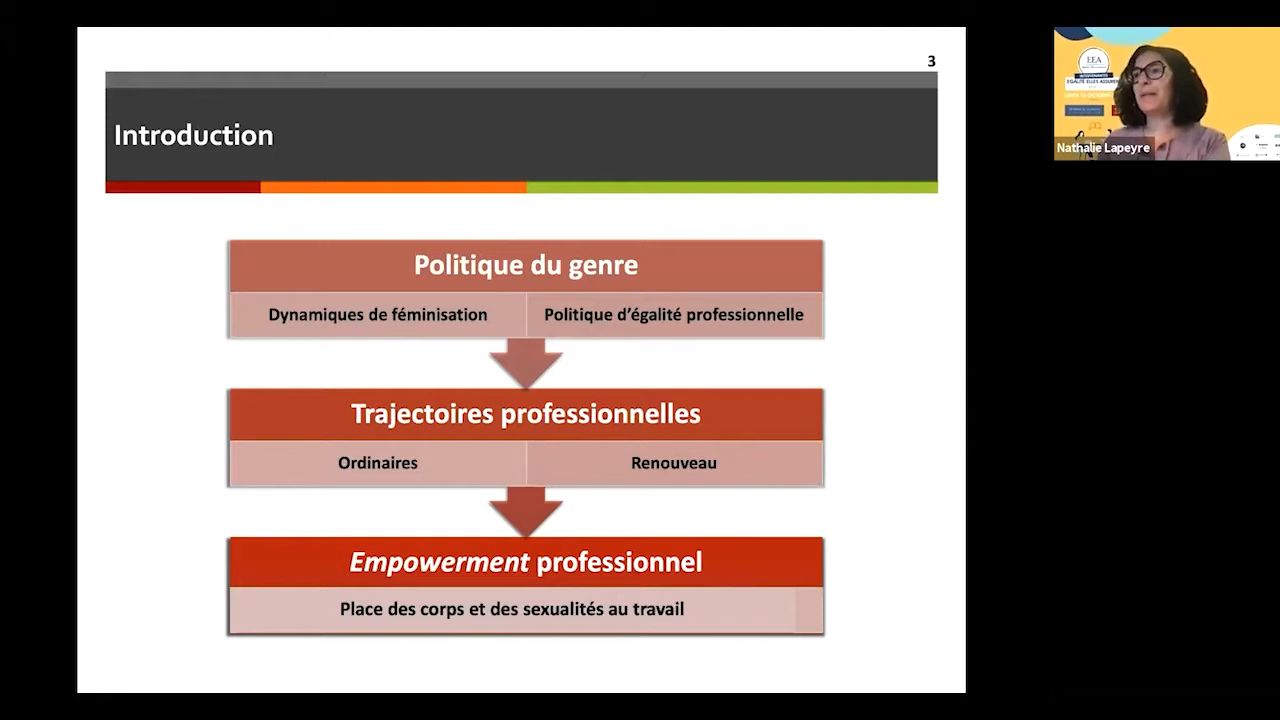 3
Introduction
Politique du genre
Dynamiques de féminisation
Politique d'égalité professionnelle
Trajectoires professionnelles
Ordinaires
Renouveau
Empowerment professionnel
Place des corps et des sexualités au travail
EEA
Nathalie Lapeyre